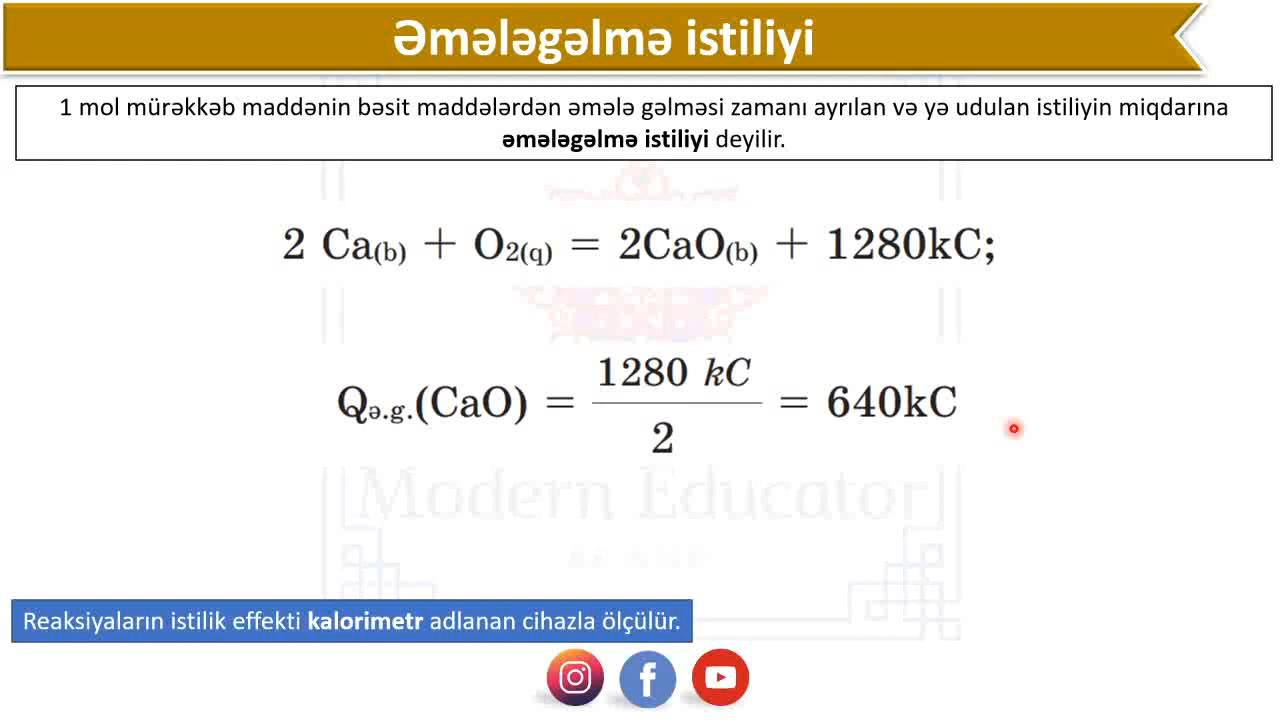 Əmələgəlmə istiliyi
1 mol mürəkkəb maddənin bəsit maddələrdən əmələ gəlməsi zamanı ayrılan və yə udulan istiliyin miqdarına
əmələgəlmə istiliyi deyilir.
2 Ca(b) + O2(q) = 2CaO(b) + 1280kC;
Qə.g.(CaO) = 1280 kC / 2 = 640kC
Modern Educator
Reaksiyaların istilik effekti kalorimetr adlanan cihazla ölçülür.